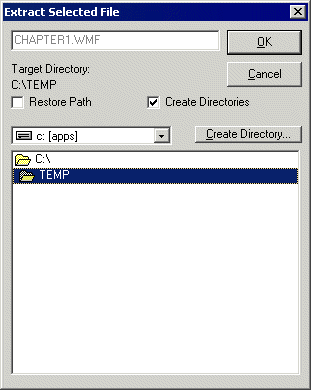 Extract Selected File
CHAPTER1.WMF
OK
Target Directory:
C:\TEMP
Cancel
Restore Path
Create Directories
c: [apps]
Create Directory...
C:\
TEMP